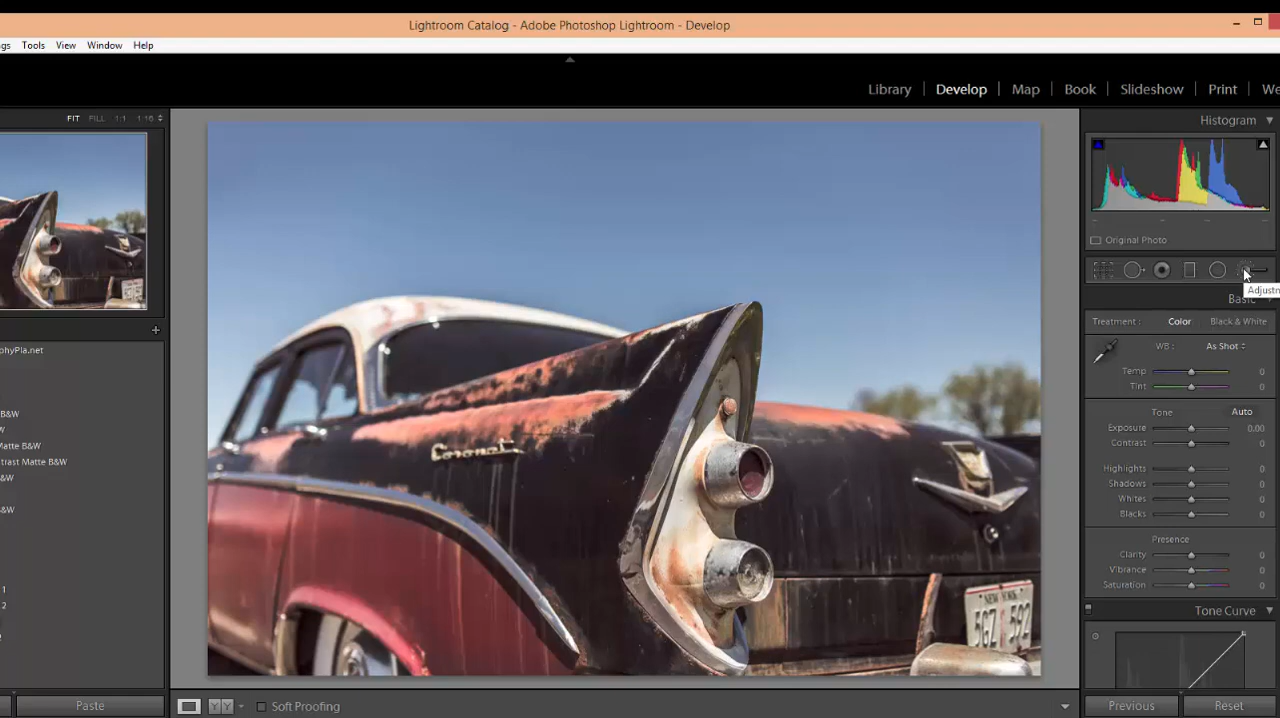 Lightroom Catalog - Adobe Photoshop Lightroom - Develop
gs Tools View Window Help
Library Develop Map Book Slideshow Print We
FIT FILL 1:1 1:16
Histogram
Original Photo
Adjustn
Basic
phyPla.net
Treatment : Color Black & White
WB : As Shot
Temp 0
Tint 0
Tone Auto
Exposure 0.00
Contrast 0
Highlights 0
Shadows 0
Whites 0
Blacks 0
Presence
Clarity 0
Vibrance 0
Saturation 0
Tone Curve
B&W
W
Matte B&W
trast Matte B&W
&W
&W
1
2
Coronet
NEW YORK
5G7 592
Paste
Y Y
Soft Proofing
Previous Reset